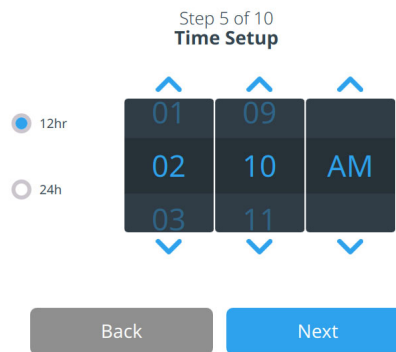 Step 5 of 10
Time Setup
12hr
24h
01 09
02 10 AM
03 11
Back
Next